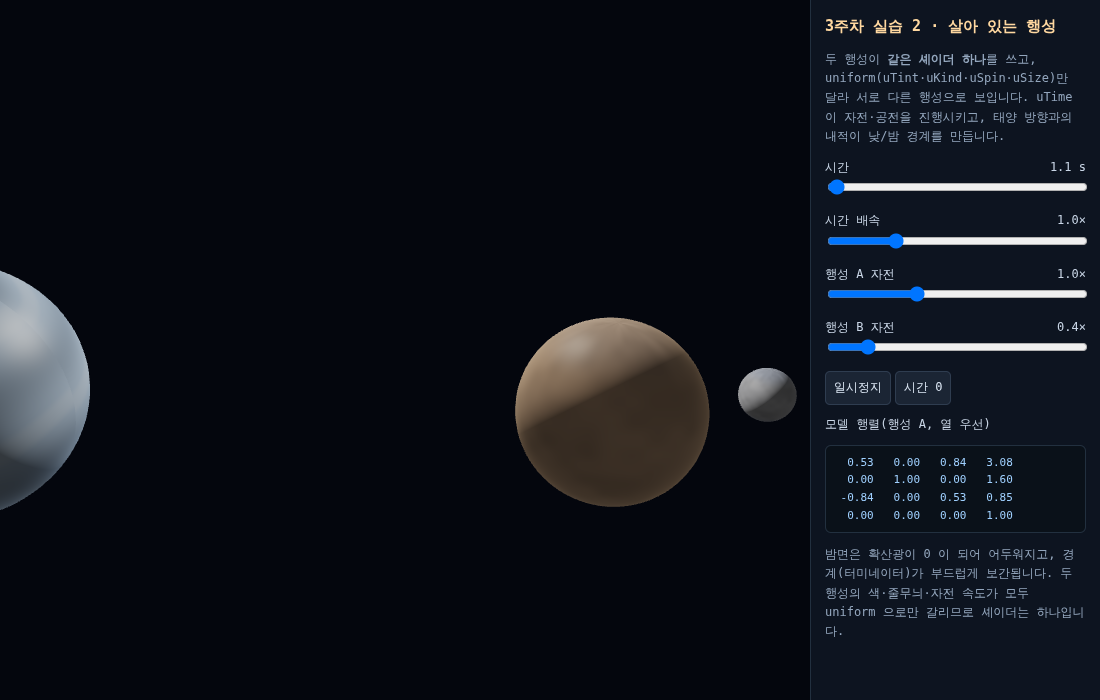 3주차 실습 2 · 살아 있는 행성
두 행성이 같은 셰이더 하나를 쓰고,
uniform(uTint·uKind·uSpin·uSize)만
달라 서로 다른 행성으로 보입니다. uTime
이 자전·공전을 진행시키고, 태양 방향과의
내적이 낮/밤 경계를 만듭니다.
시간 1.1 s
시간 배속 1.0×
행성 A 자전 1.0×
행성 B 자전 0.4×
일시정지 시간 0
모델 행렬(행성 A, 열 우선)
0.53 0.00 0.84 3.08
0.00 1.00 0.00 1.60
-0.84 0.00 0.53 0.85
0.00 0.00 0.00 1.00
밤면은 확산광이 0 이 되어 어두워지고, 경
계(터미네이터)가 부드럽게 보간됩니다. 두
행성의 색·줄무늬·자전 속도가 모두
uniform 으로만 갈리므로 셰이더는 하나입니
다.